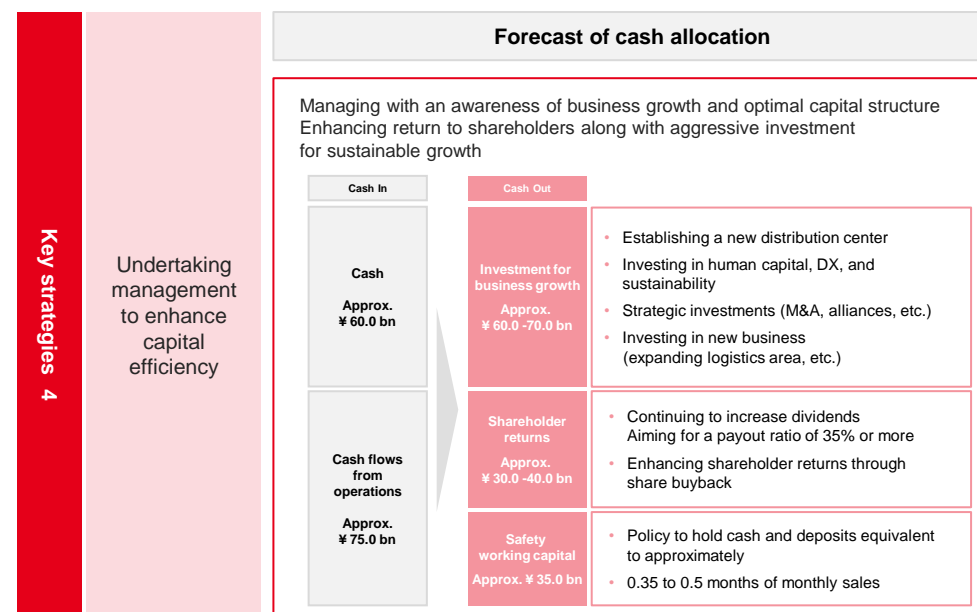 Key strategies 4
Undertaking
management
to enhance
capital
efficiency
Forecast of cash allocation
Managing with an awareness of business growth and optimal capital structure
Enhancing return to shareholders along with aggressive investment
for sustainable growth
Cash In
Cash
Approx.
¥ 60.0 bn
Cash flows
from
operations
Approx.
¥ 75.0 bn
Cash Out
Investment for
business growth
Approx.
¥ 60.0 -70.0 bn
• Establishing a new distribution center
• Investing in human capital, DX, and
sustainability
• Strategic investments (M&A, alliances, etc.)
• Investing in new business
(expanding logistics area, etc.)
Shareholder
returns
Approx.
¥ 30.0 -40.0 bn
• Continuing to increase dividends
Aiming for a payout ratio of 35% or more
• Enhancing shareholder returns through
share buyback
Safety
working capital
Approx. ¥ 35.0 bn
• Policy to hold cash and deposits equivalent
to approximately
• 0.35 to 0.5 months of monthly sales